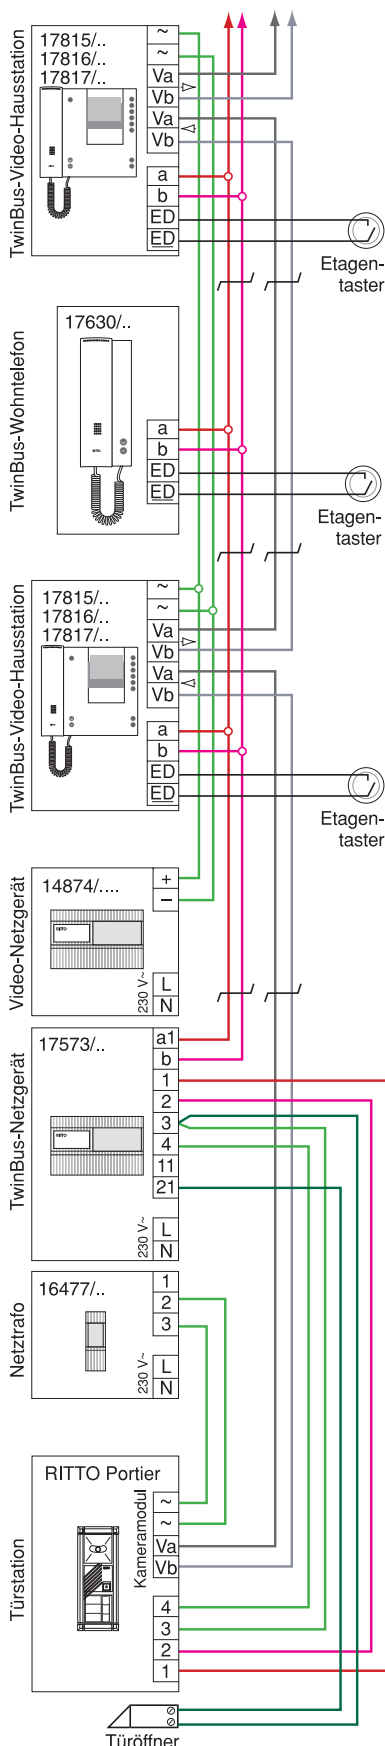 TwinBus-Video-Hausstation
17815/..
17816/..
17817/..
~
~
Va
Vb
Va
Vb
a
b
ED
ED
Etagen-
taster
TwinBus-Wohntelefon
17630/..
RITTO
a
b
ED
ED
Etagen-
taster
TwinBus-Video-Hausstation
17815/..
17816/..
17817/..
~
~
Va
Vb
Va
Vb
a
b
ED
ED
Etagen-
taster
Video-Netzgerät
14874/....
RITTO
+
–
230 V~
L
N
TwinBus-Netzgerät
17573/..
RITTO
a1
b
1
2
3
4
11
21
230 V~
L
N
Netztrafo
16477/..
1
2
3
230 V~
L
N
Türstation
RITTO Portier
Kameramodul
~
~
Va
Vb
4
3
2
1
Türöffner